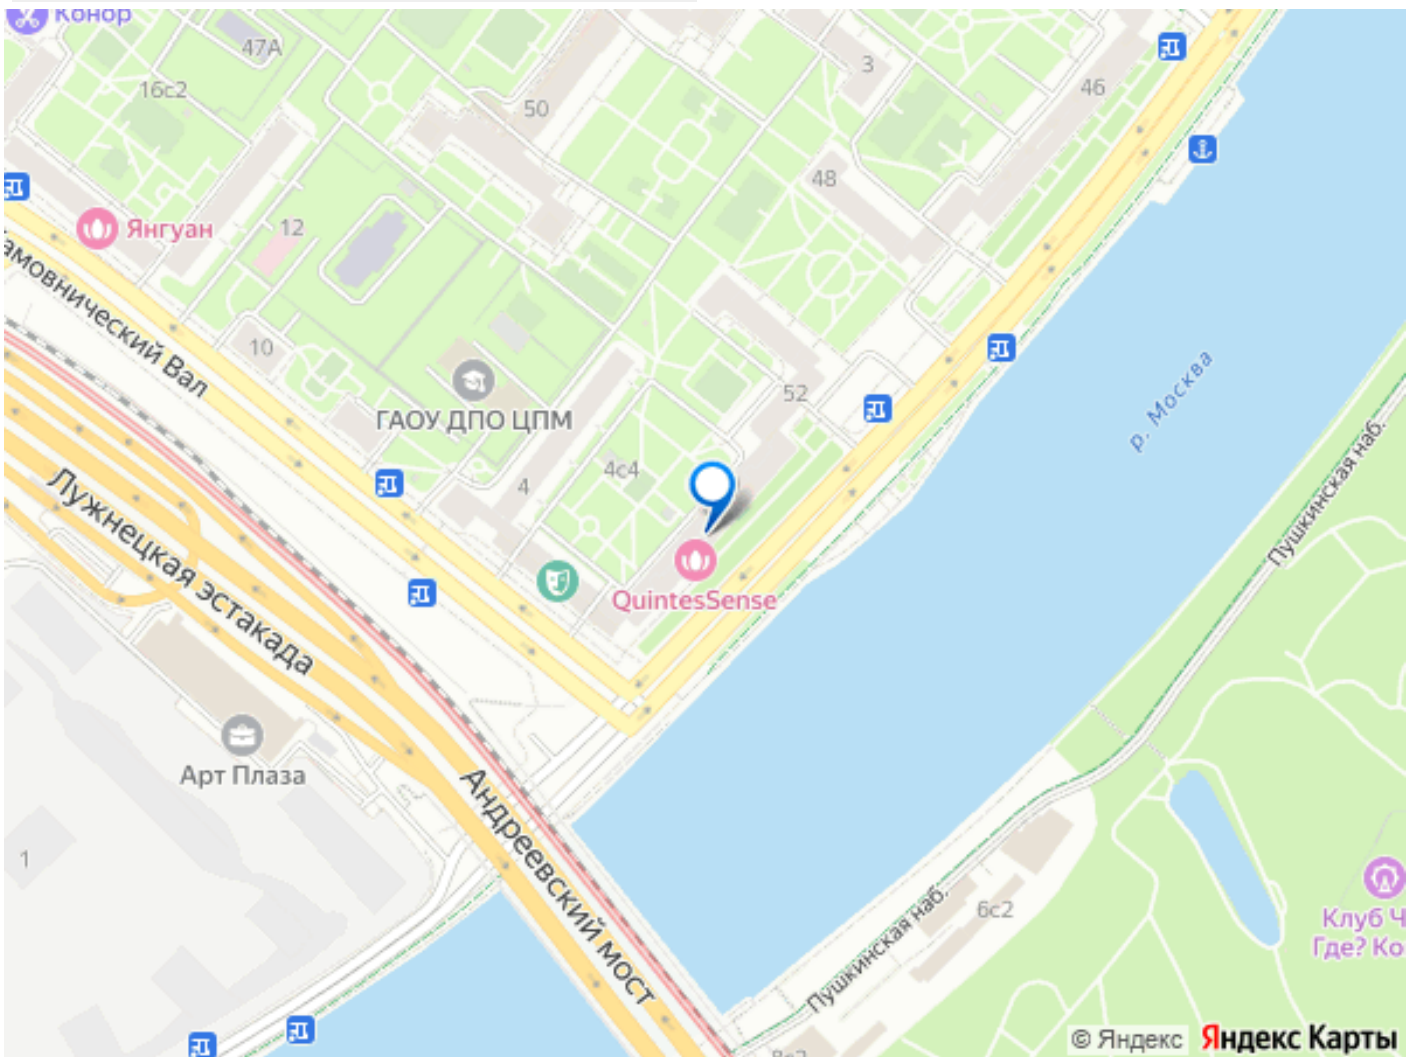 Конор
47А
16с2
50
3
46
48
12
Янгуан
амовнический Вал
10
ГАОУ ДПО ЦПМ
52
р. Москва
Пушкинская наб.
4с4
4
Лужнецкая эстакада
QuintesSense
Арт Плаза
Андреевский мост
1
6с2
Пушкинская наб.
Клуб Ч
Где? Ко
© Яндекс Яндекс Карты